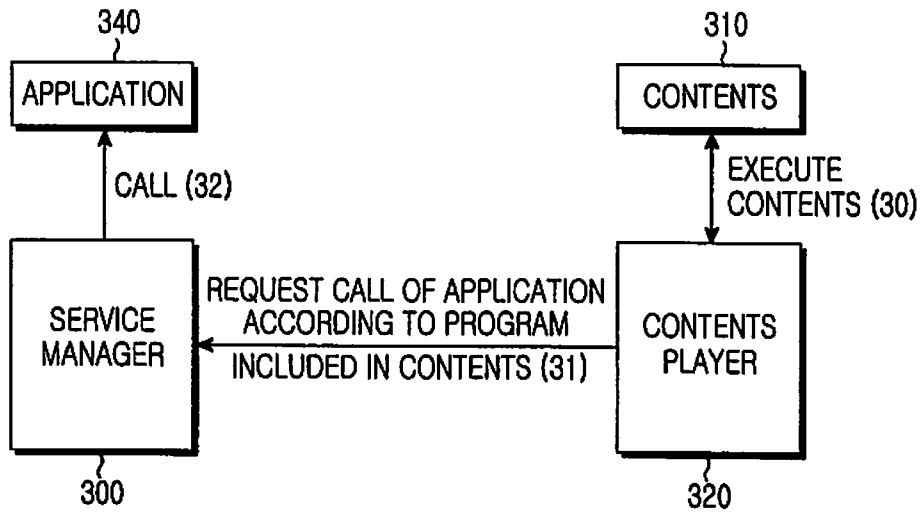 340
310
APPLICATION
CONTENTS
CALL (32)
EXECUTE
CONTENTS (30)
REQUEST CALL OF APPLICATION
ACCORDING TO PROGRAM
INCLUDED IN CONTENTS (31)
SERVICE
MANAGER
CONTENTS
PLAYER
300
320